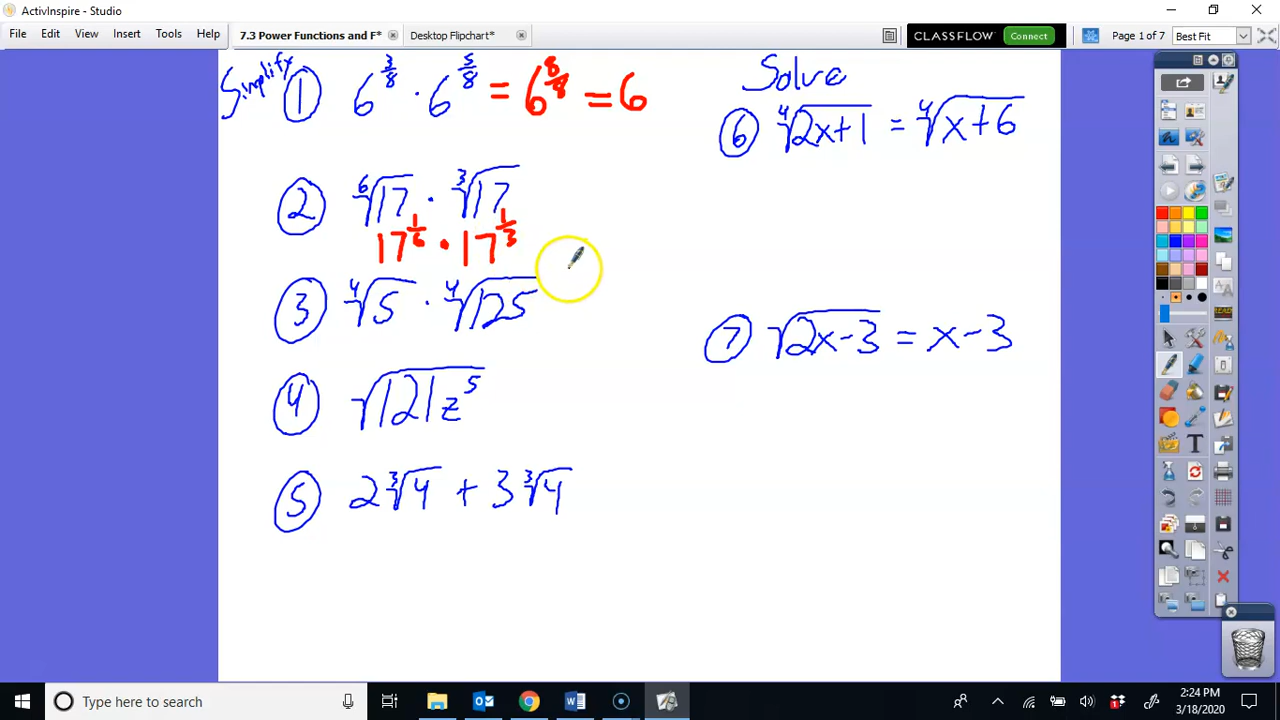 ActivInspire - Studio
File Edit View Insert Tools Help
7.3 Power Functions and F* Desktop Flipchart*
CLASSFLOW Connect
Page 1 of 7 Best Fit
Simplify
① 6^(3/8) · 6^(5/8) = 6^(8/8) = 6
② ⁶√17 · ³√17
17^(1/6) · 17^(1/3)
③ ⁴√5 · ⁴√125
④ √121z⁵
⑤ 2³√4 + 3³√4
Solve
⑥ ⁴√2x+1 = ⁴√x+6
⑦ √2x-3 = x-3
Type here to search
2:24 PM
3/18/2020